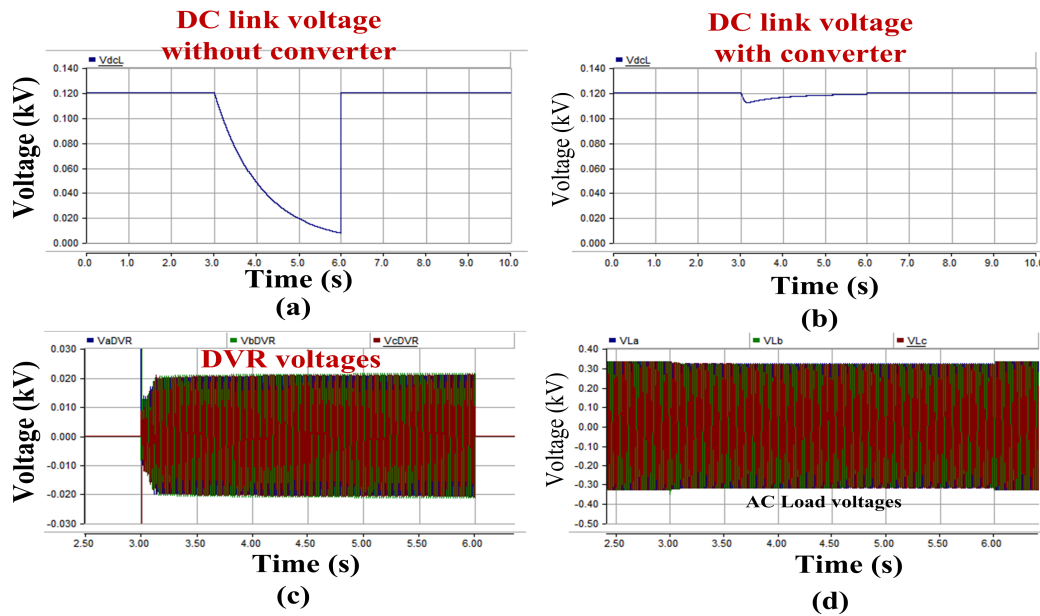 DC link voltage
without converter
VdcL
Voltage (kV)
0.140
0.120
0.100
0.080
0.060
0.040
0.020
0.000
0.0 1.0 2.0 3.0 4.0 5.0 6.0 7.0 8.0 9.0 10.0
Time (s)
(a)
DC link voltage
with converter
VdcL
Voltage (kV)
0.140
0.120
0.100
0.080
0.060
0.040
0.020
0.000
0.0 1.0 2.0 3.0 4.0 5.0 6.0 7.0 8.0 9.0 10.0
Time (s)
(b)
VaDVR VbDVR VcDVR
DVR voltages
Voltage (kV)
0.030
0.020
0.010
0.000
-0.010
-0.020
-0.030
2.50 3.00 3.50 4.00 4.50 5.00 5.50 6.00
Time (s)
(c)
VLa VLb VLc
Voltage (kV)
0.40
0.30
0.20
0.10
0.00
-0.10
-0.20
-0.30
-0.40
-0.50
AC Load voltages
2.50 3.00 3.50 4.00 4.50 5.00 5.50 6.00
Time (s)
(d)